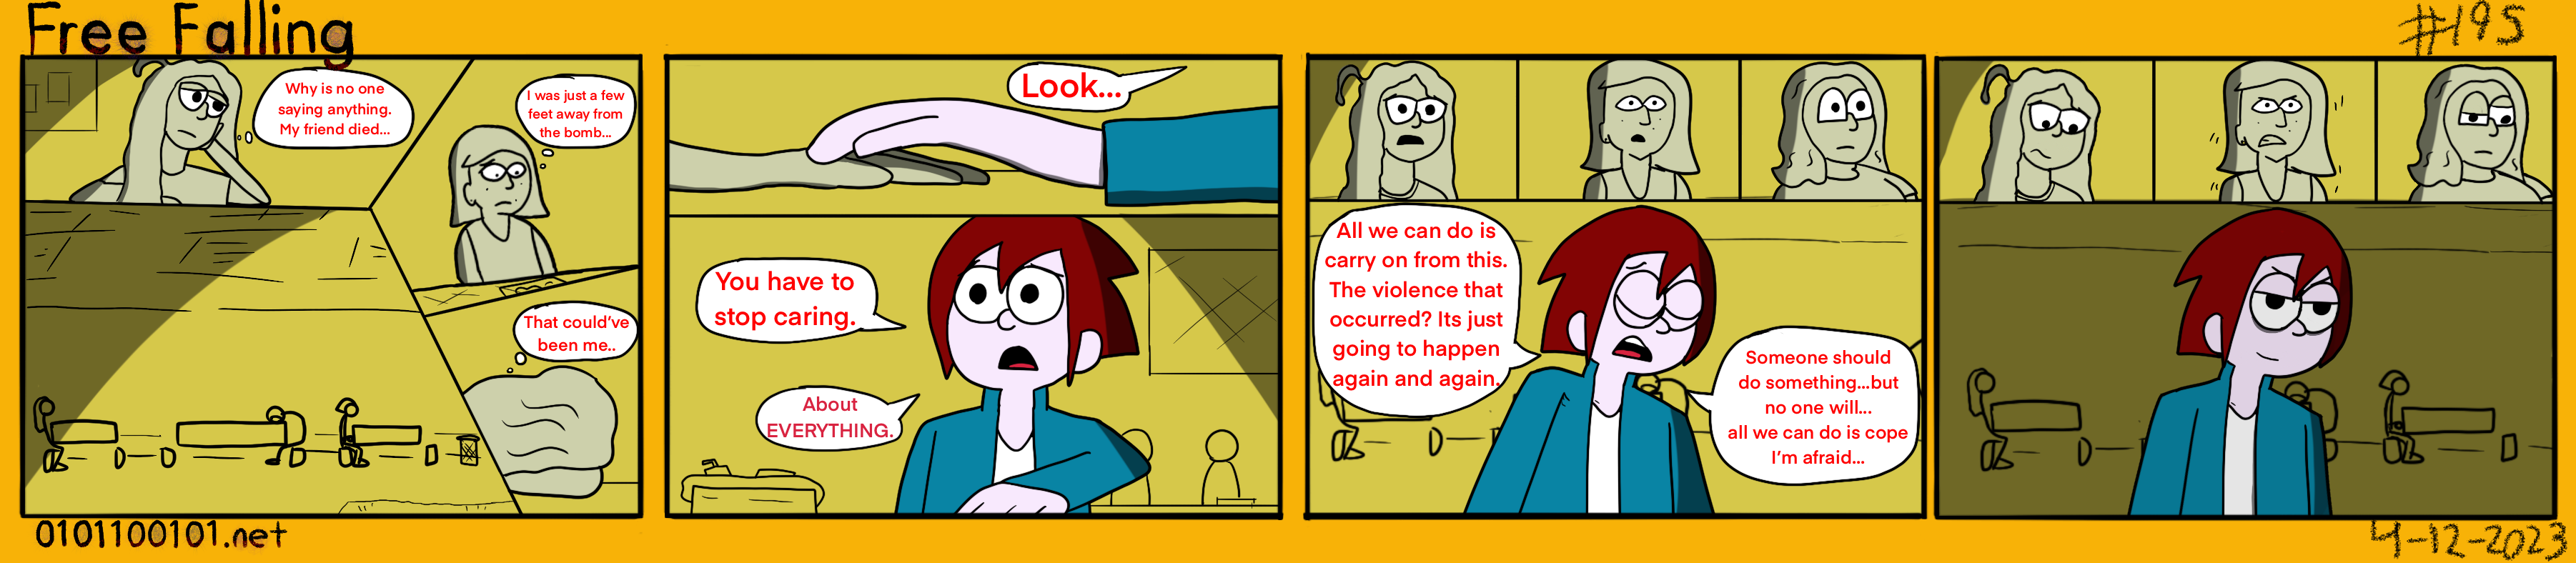 Free Falling
#195
Why is no one
saying anything.
My friend died...
I was just a few
feet away from
the bomb...
That could've
been me..
Look...
You have to
stop caring.
About
EVERYTHING.
All we can do is
carry on from this.
The violence that
occurred? Its just
going to happen
again and again.
Someone should
do something...but
no one will...
all we can do is cope
I'm afraid...
0101100101.net
4-12-2023